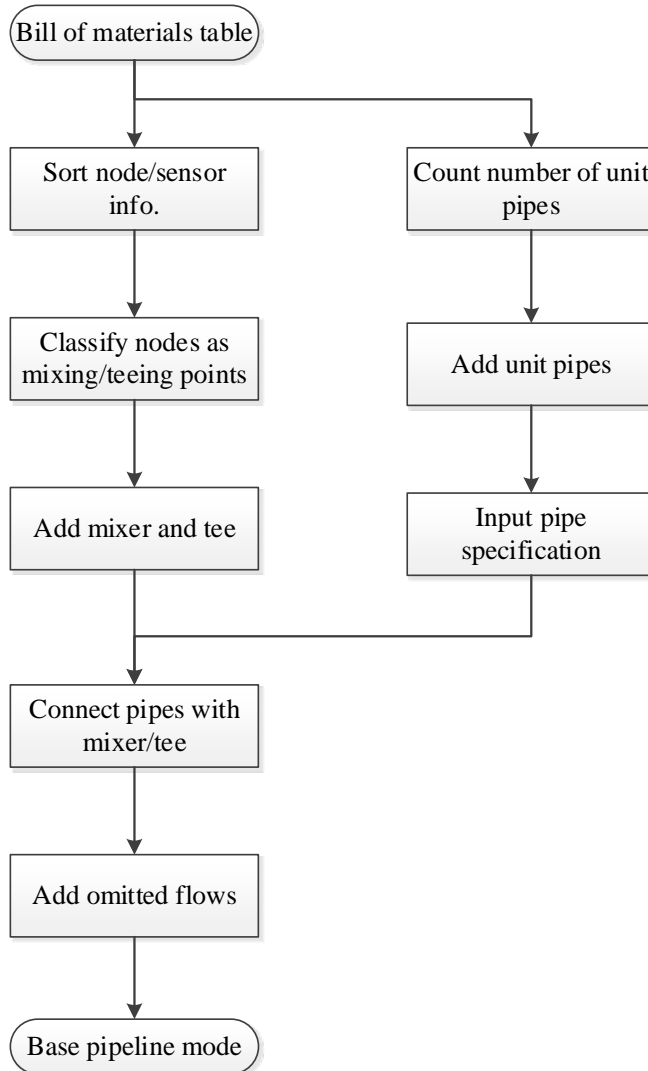 Bill of materials table
Sort node/sensor
info.
Count number of unit
pipes
Classify nodes as
mixing/teeing points
Add unit pipes
Add mixer and tee
Input pipe
specification
Connect pipes with
mixer/tee
Add omitted flows
Base pipeline mode